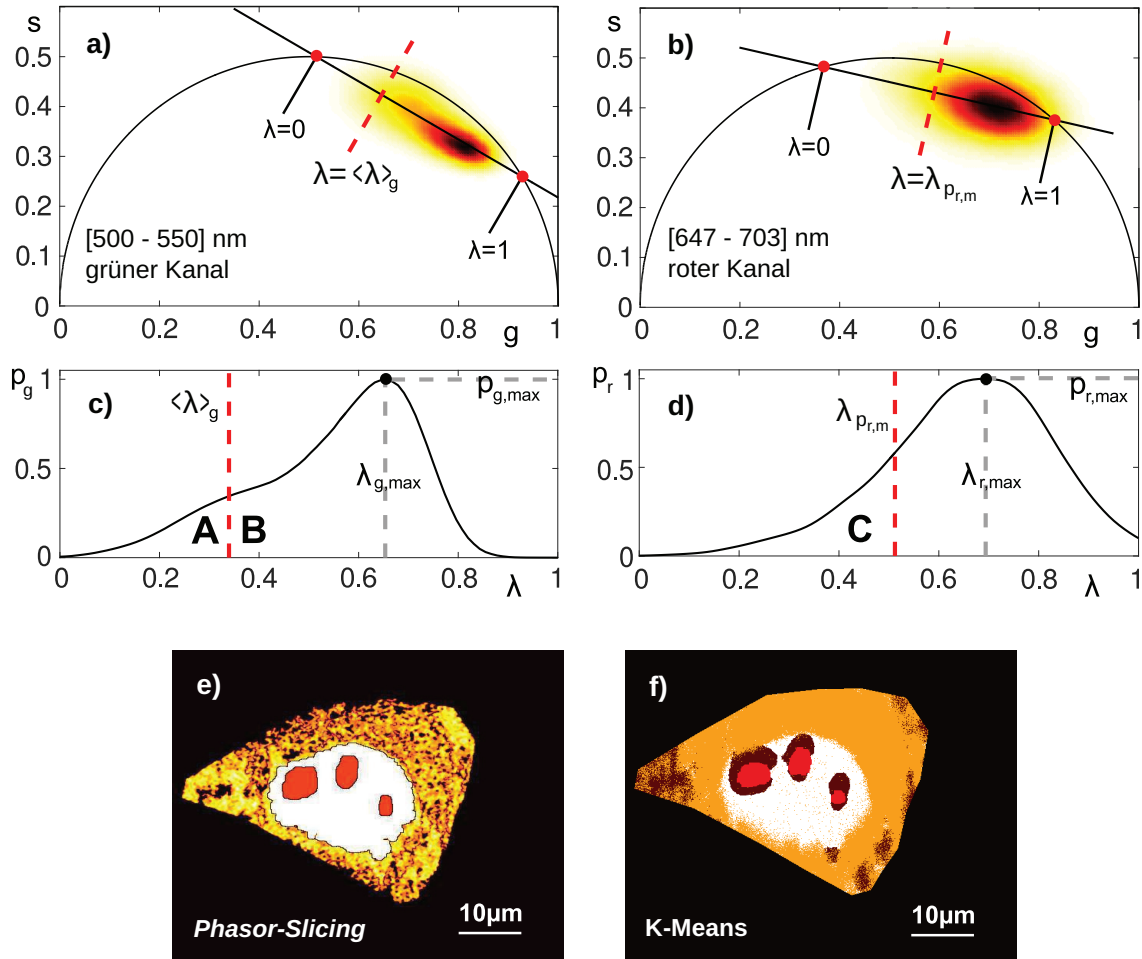 s
a)
0.5
0.4
0.3
0.2
0.1
0
λ=0
λ= ⟨λ⟩g
λ=1
[500 - 550] nm
grüner Kanal
0 0.2 0.4 0.6 0.8 1
g
s
b)
0.5
0.4
0.3
0.2
0.1
0
λ=0
λ=λpr,m
λ=1
[647 - 703] nm
roter Kanal
0 0.2 0.4 0.6 0.8 1
g
pg
1
0.5
0
c)
⟨λ⟩g
pg,max
λg,max
A B
0 0.2 0.4 0.6 0.8 1
λ
pr
1
0.5
0
d)
λpr,m
pr,max
λr,max
C
0 0.2 0.4 0.6 0.8 1
λ
e)
Phasor-Slicing
10µm
f)
K-Means
10µm